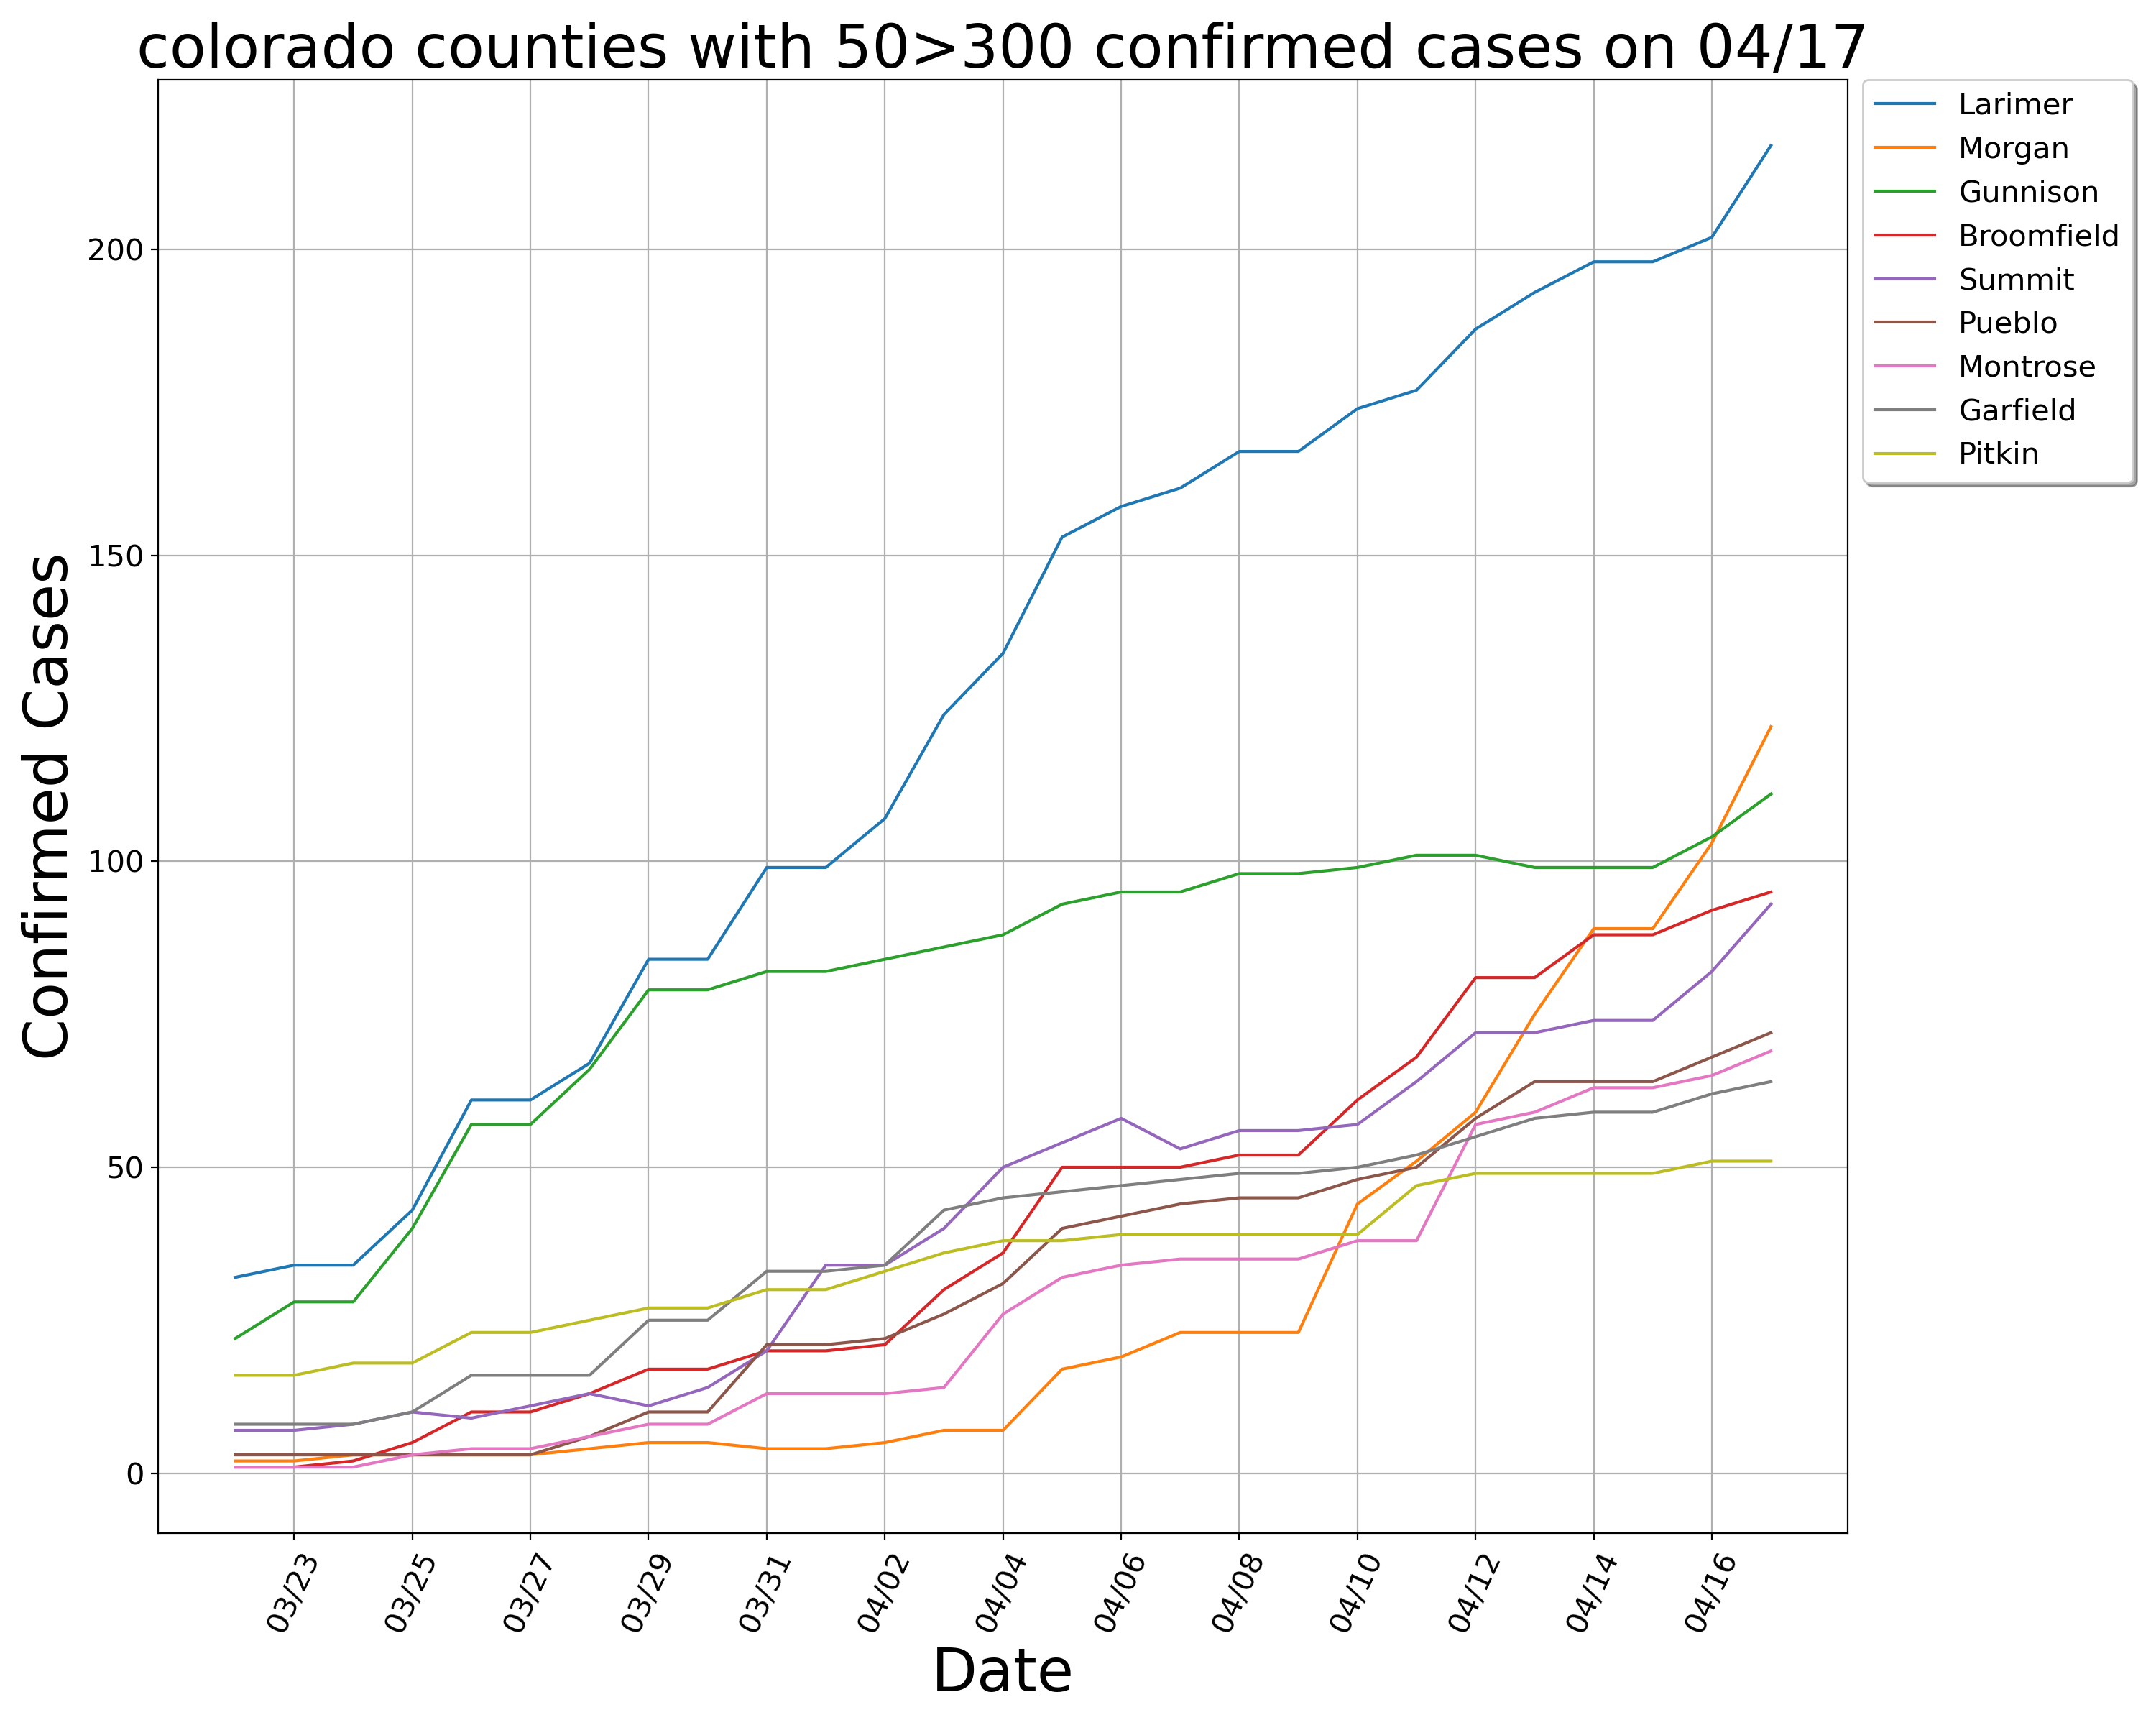 colorado counties with 50>300 confirmed cases on 04/17
Larimer
Morgan
Gunnison
Broomfield
Summit
Pueblo
Montrose
Garfield
Pitkin
Confirmed Cases
200
150
100
50
0
03/23
03/25
03/27
03/29
03/31
04/02
04/04
04/06
04/08
04/10
04/12
04/14
04/16
Date